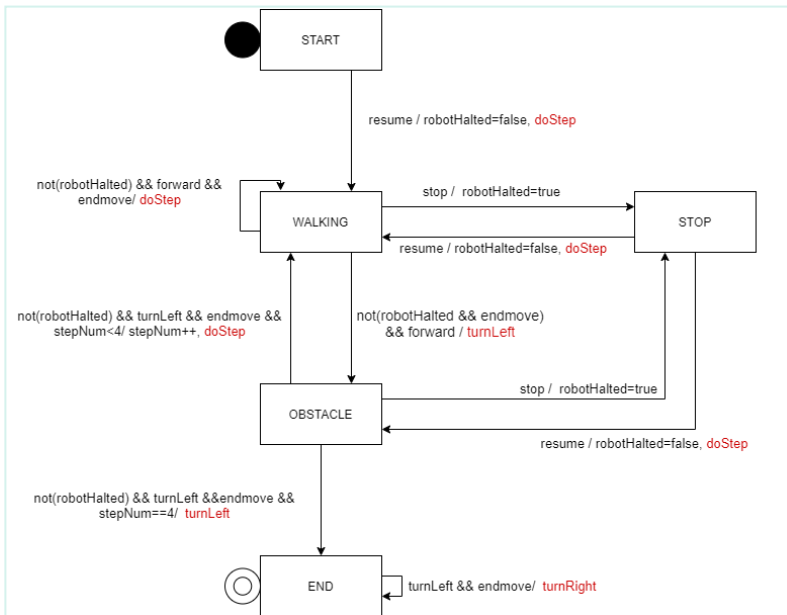 START
resume / robotHalted=false, doStep
not(robotHalted) && forward &&
endmove/ doStep
stop /  robotHalted=true
WALKING
STOP
resume / robotHalted=false, doStep
not(robotHalted) && turnLeft && endmove &&
stepNum<4/ stepNum++, doStep
not(robotHalted && endmove)
&& forward / turnLeft
stop /  robotHalted=true
OBSTACLE
resume / robotHalted=false, doStep
not(robotHalted) && turnLeft &&endmove &&
stepNum==4/  turnLeft
END
turnLeft && endmove/  turnRight